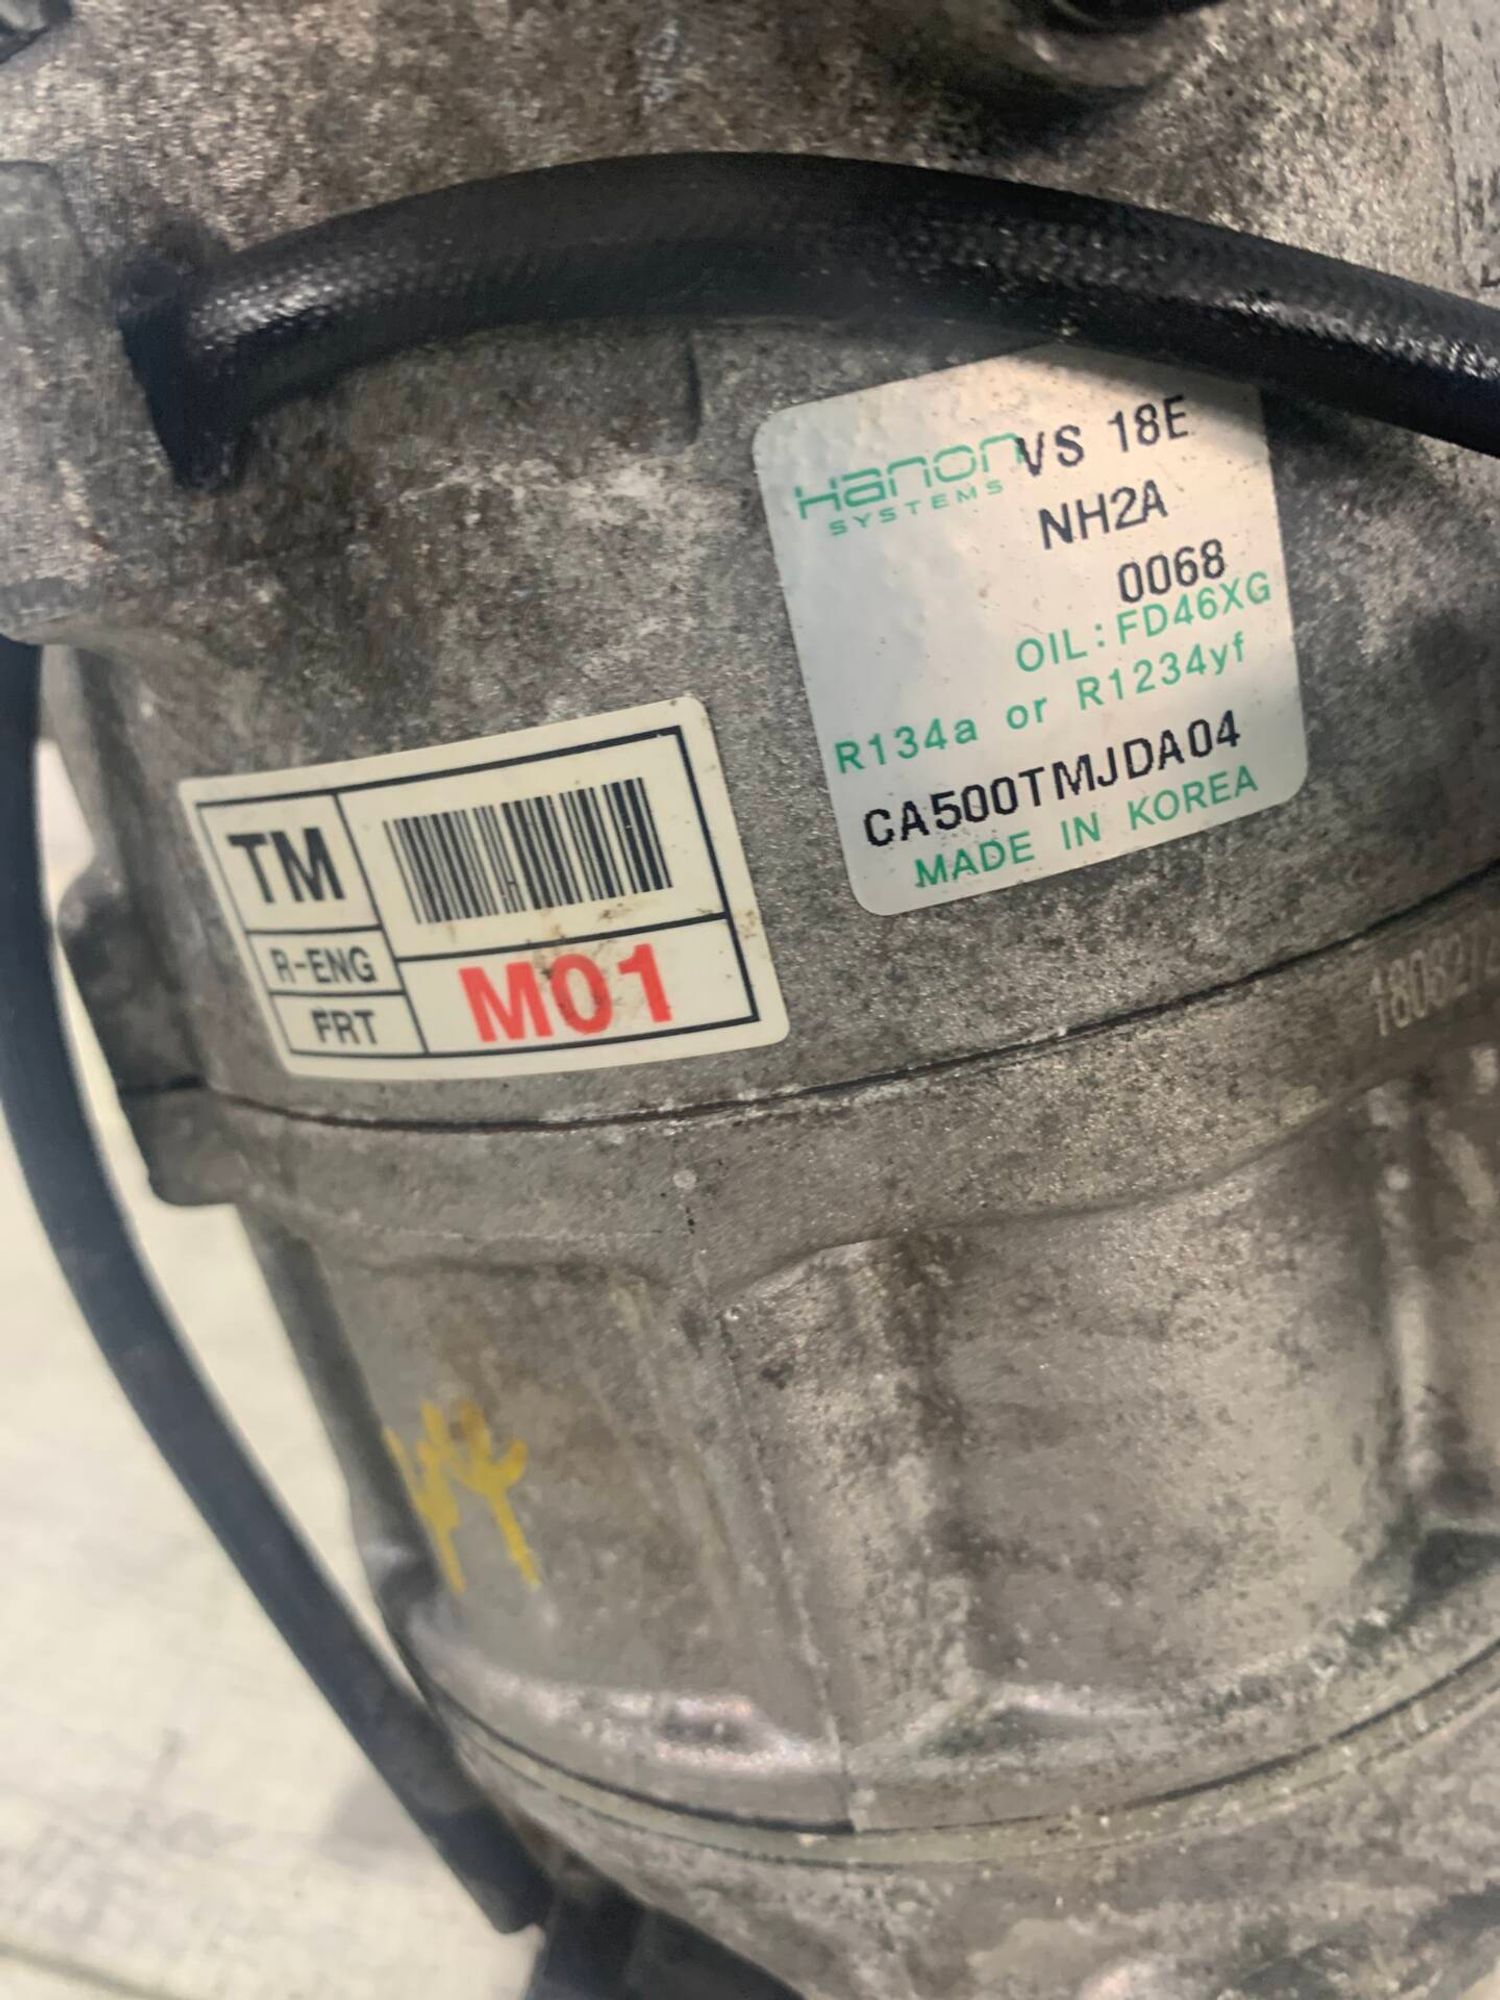 Hanon VS 18E
SYSTEMS
NH2A
0068
OIL:FD46XG
R134a or R1234yf
CA500TMJDA04
MADE IN KOREA
TM
R-ENG
FRT
M01